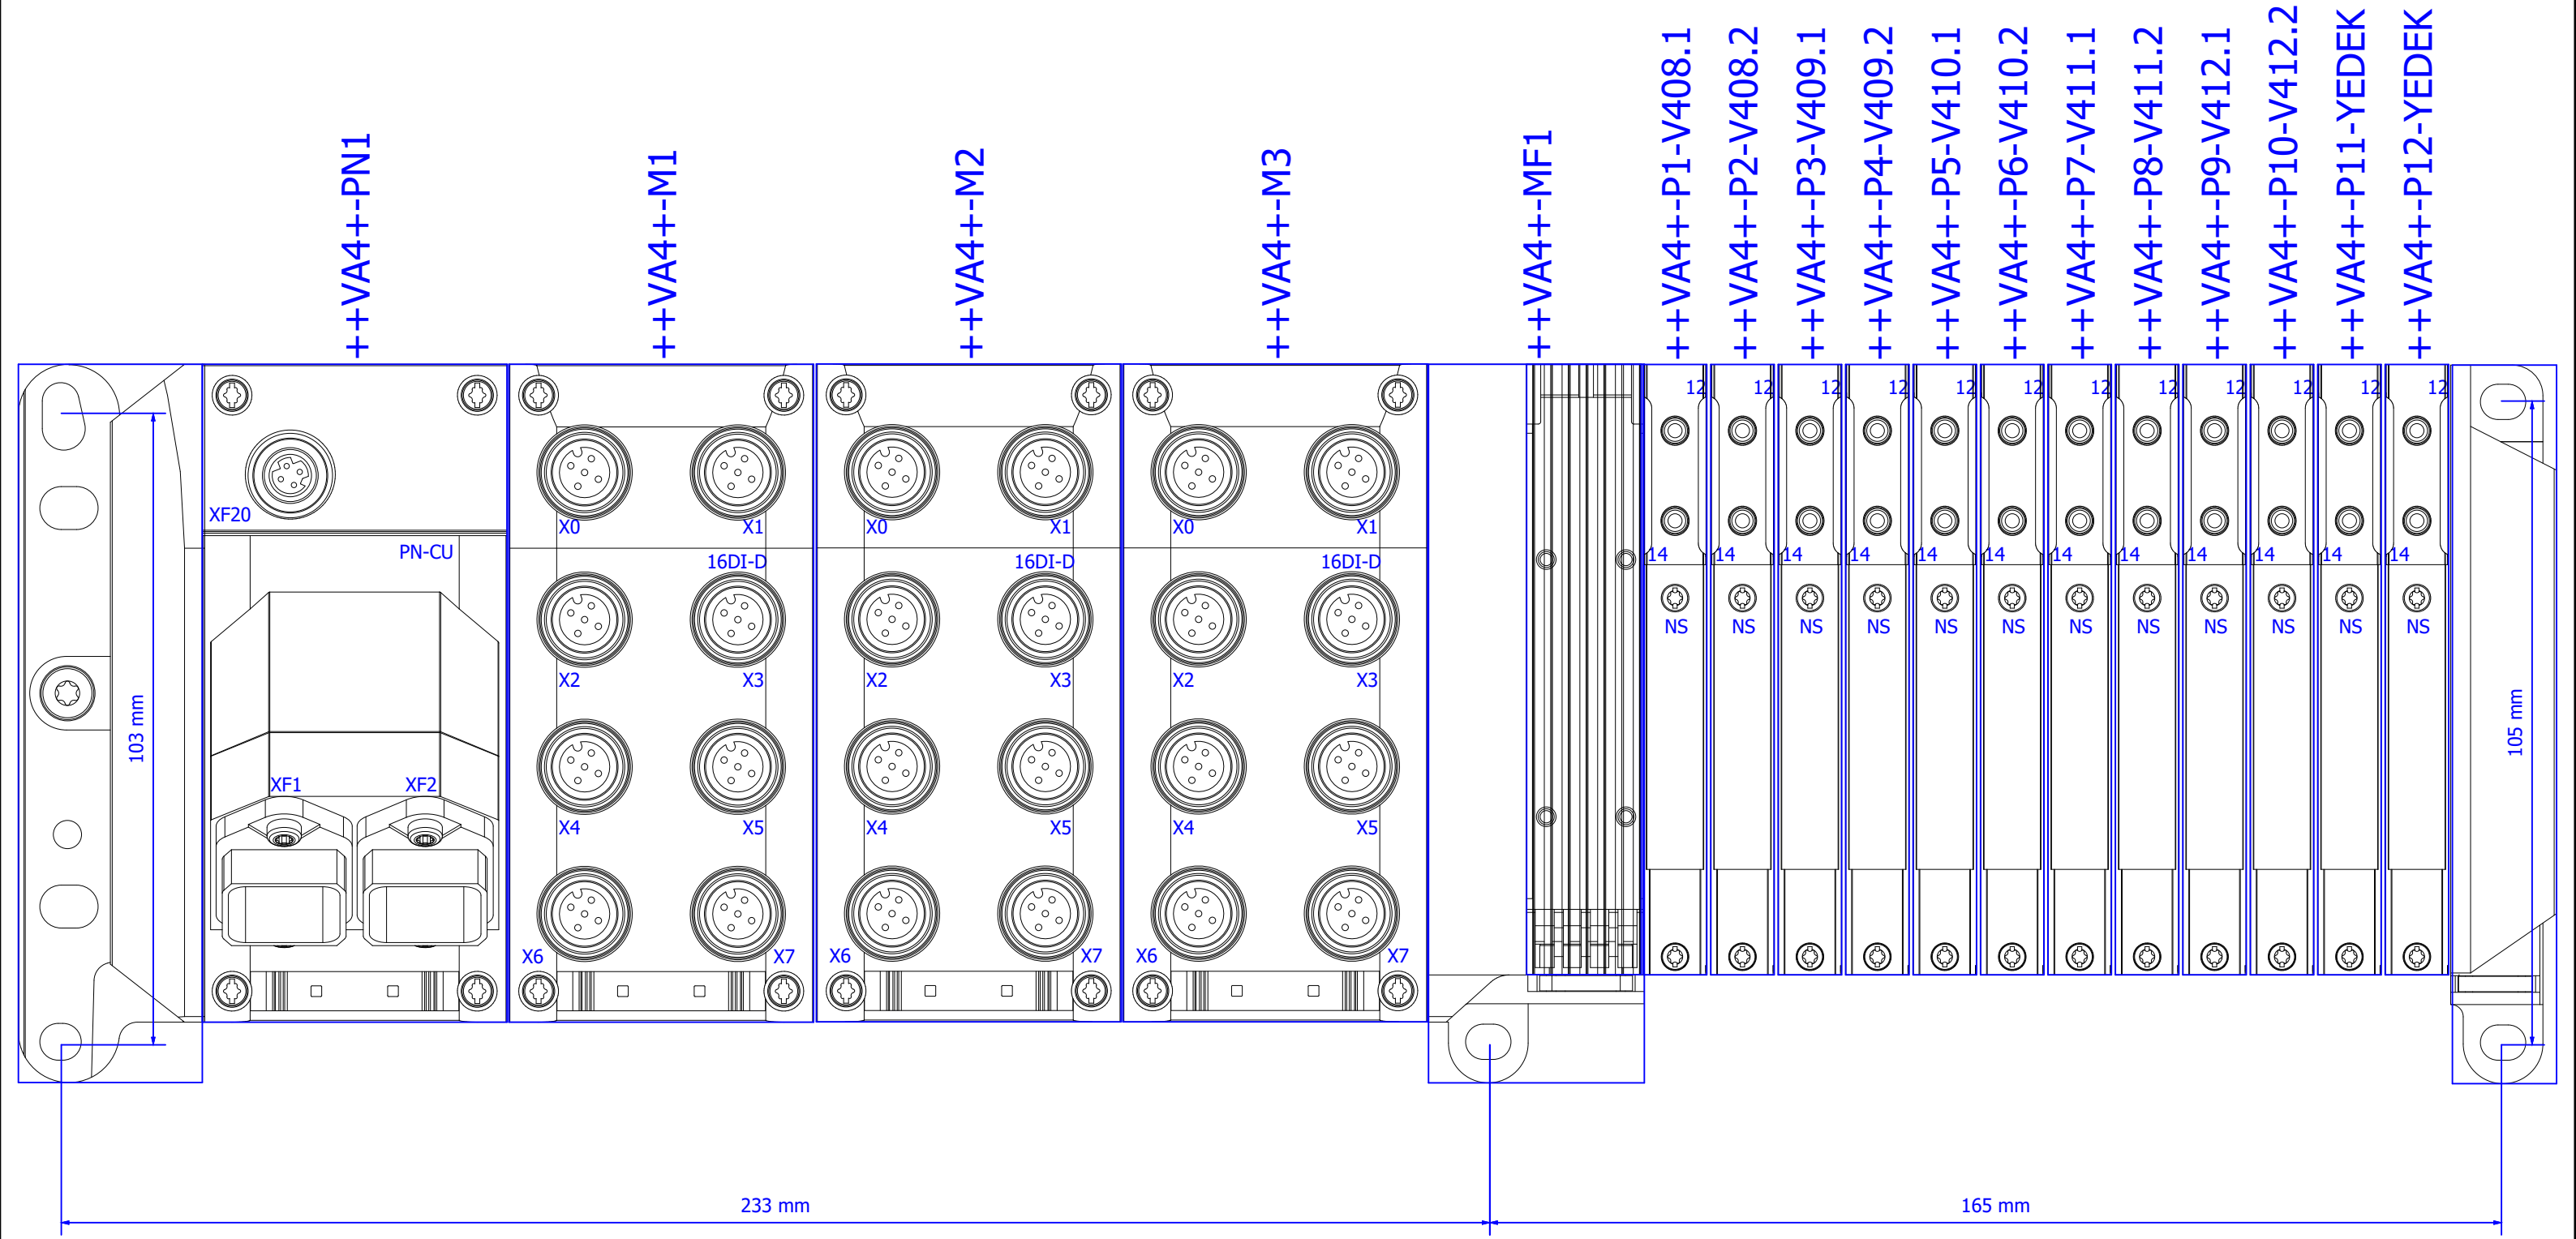 ++VA4+-PN1
++VA4+-M1
++VA4+-M2
++VA4+-M3
++VA4+-MF1
++VA4+-P1-V408.1
++VA4+-P2-V408.2
++VA4+-P3-V409.1
++VA4+-P4-V409.2
++VA4+-P5-V410.1
++VA4+-P6-V410.2
++VA4+-P7-V411.1
++VA4+-P8-V411.2
++VA4+-P9-V412.1
++VA4+-P10-V412.2
++VA4+-P11-YEDEK
++VA4+-P12-YEDEK
12 12 12 12 12 12 12 12 12 12 12 12
XF20
X0 X1 X0 X1 X0 X1
PN-CU
16DI-D 16DI-D 16DI-D
14 14 14 14 14 14 14 14 14 14 14 14
NS NS NS NS NS NS NS NS NS NS NS NS
X2 X3 X2 X3 X2 X3
103 mm
105 mm
XF1 XF2
X4 X5 X4 X5 X4 X5
X6 X7 X6 X7 X6 X7
233 mm
165 mm